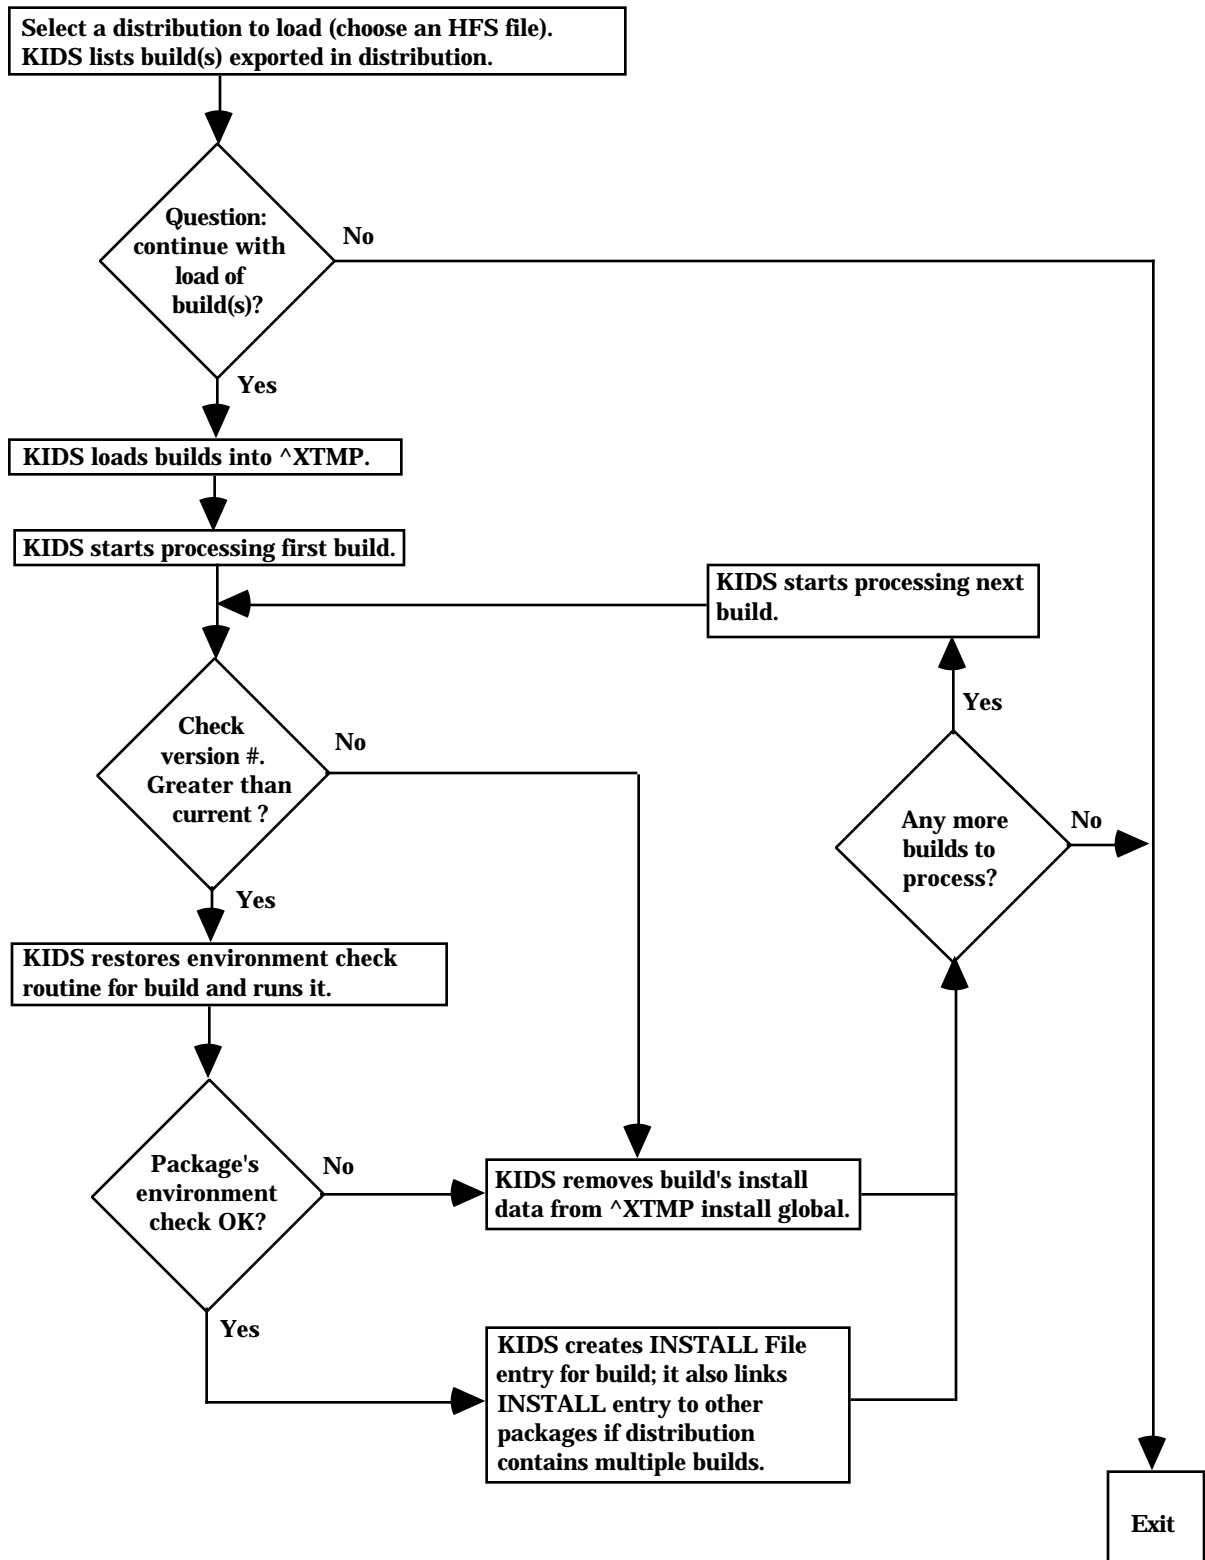 Select a distribution to load (choose an HFS file).
KIDS lists build(s) exported in distribution.
Question:
continue with
load of
build(s)?
No
Yes
KIDS loads builds into ^XTMP.
KIDS starts processing first build.
KIDS starts processing next
build.
Yes
Check
version #.
Greater than
current ?
No
Any more
builds to
process?
No
Yes
KIDS restores environment check
routine for build and runs it.
Package's
environment
check OK?
No
KIDS removes build's install
data from ^XTMP install global.
Yes
KIDS creates INSTALL File
entry for build; it also links
INSTALL entry to other
packages if distribution
contains multiple builds.
Exit